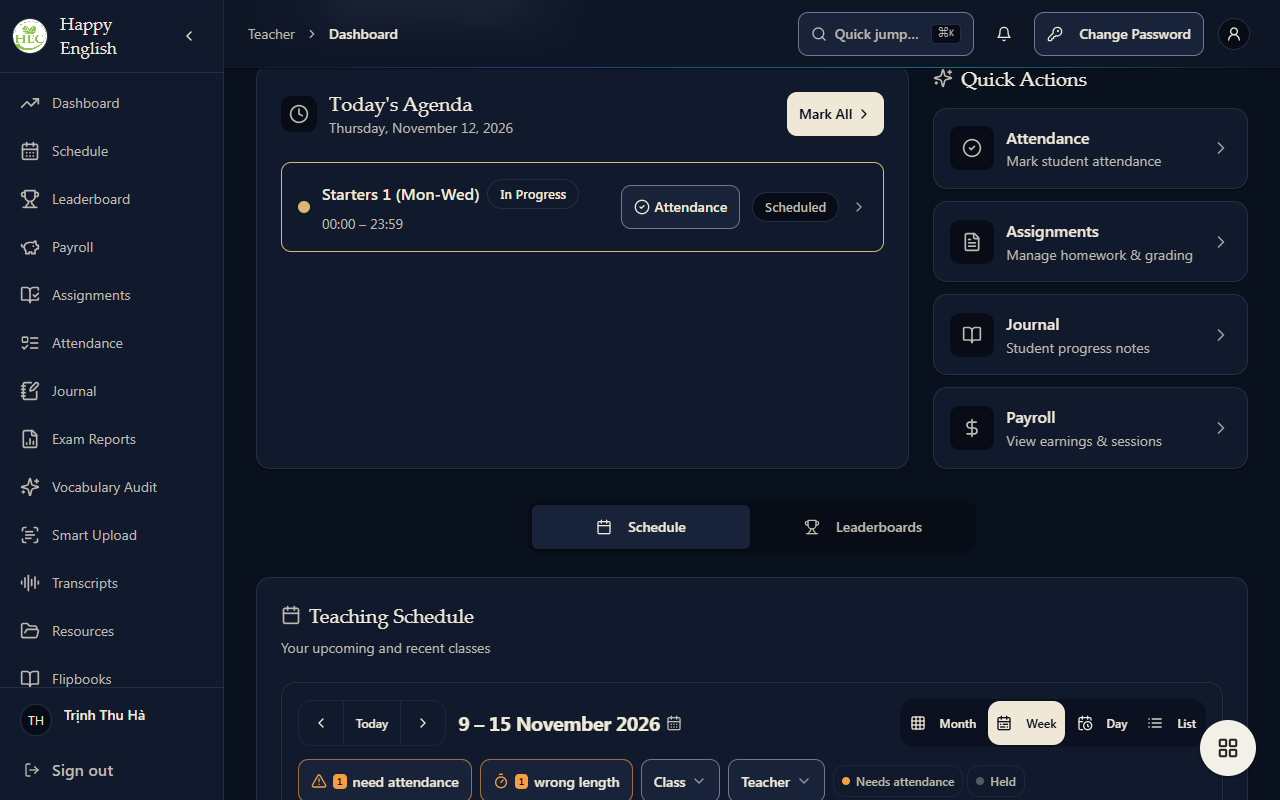 Happy
English
HEC
Dashboard
Schedule
Leaderboard
Payroll
Assignments
Attendance
Journal
Exam Reports
Vocabulary Audit
Smart Upload
Transcripts
Resources
Flipbooks
TH
Trịnh Thu Hà
Sign out
Teacher
Dashboard
Quick jump...
⌘K
Change Password
Today's Agenda
Thursday, November 12, 2026
Mark All
Starters 1 (Mon-Wed)
In Progress
00:00 – 23:59
Attendance
Scheduled
Quick Actions
Attendance
Mark student attendance
Assignments
Manage homework & grading
Journal
Student progress notes
Payroll
View earnings & sessions
Schedule
Leaderboards
Teaching Schedule
Your upcoming and recent classes
Today
9 – 15 November 2026
Month
Week
Day
List
1 need attendance
1 wrong length
Class
Teacher
Needs attendance
Held